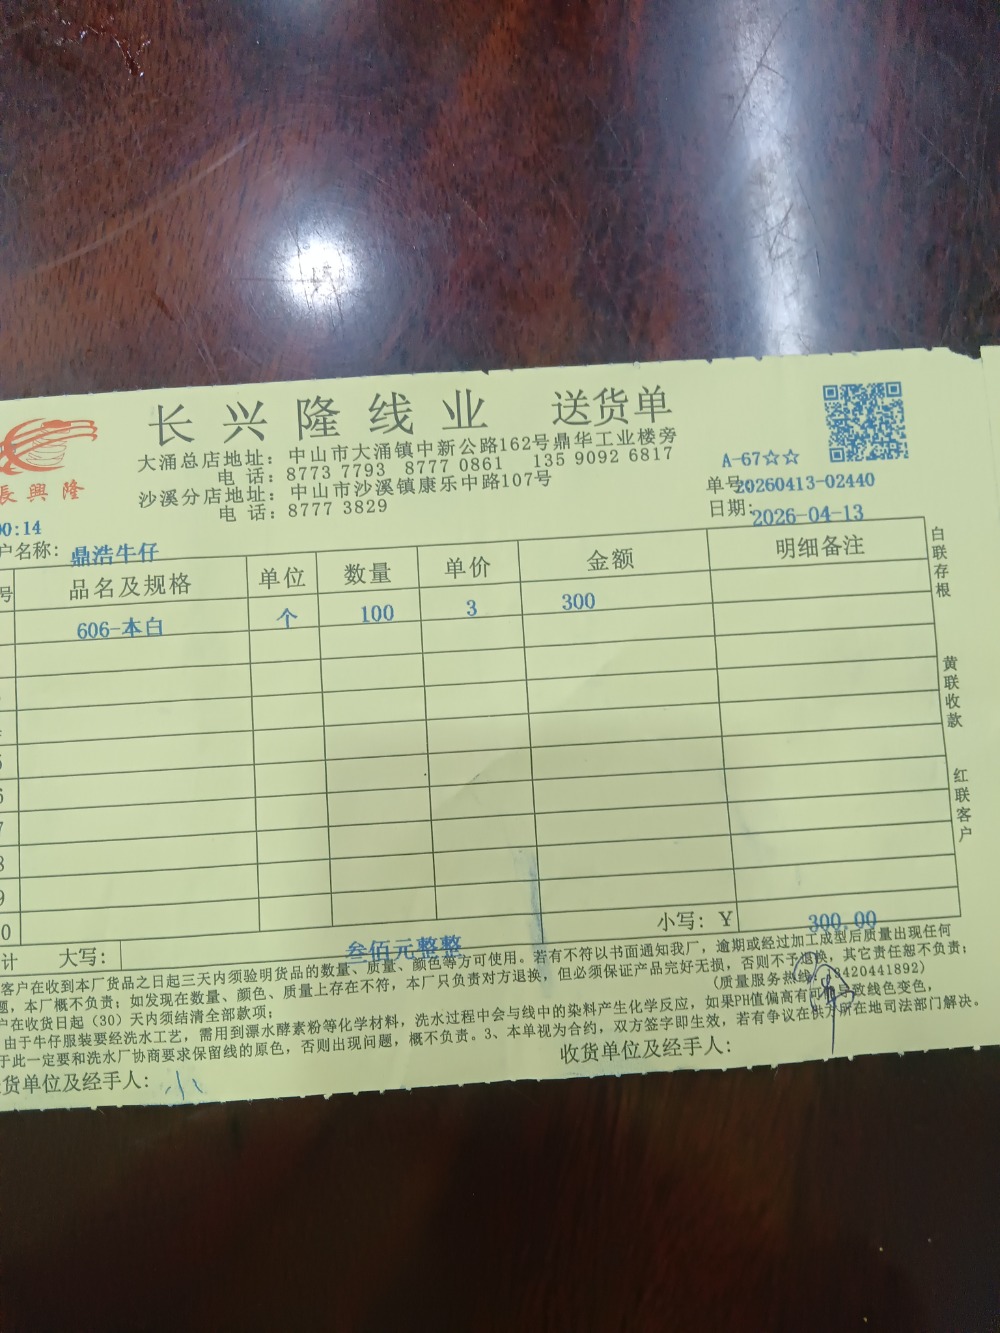 长兴隆线业 送货单
大涌总店地址：中山市大涌镇中新公路162号鼎华工业楼旁
电 话：8773 7793 8777 0861 135 9092 6817
沙溪分店地址：中山市沙溪镇康乐中路107号
电 话：8777 3829
長興隆
A-67☆☆
单号:20260413-02440
日期:2026-04-13
00:14
户名称：鼎浩牛仔
号 品名及规格 单位 数量 单价 金额 明细备注
606-本白 个 100 3 300
5
6
7
8
9
0
小写：￥ 300.00
计 大写： 叁佰元整整
客户在收到本厂货品之日起三天内须验明货品的数量、质量、颜色等方可使用。若有不符以书面通知我厂，逾期或经过加工成型后质量出现任何
题，本厂概不负责；如发现在数量、颜色、质量上存在不符，本厂只负责对方退换，但必须保证产品完好无损，否则不予退换，其它责任恕不负责；
户在收货日起（30）天内须结清全部款项；
(质量服务热线：13420441892)
由于牛仔服装要经洗水工艺，需用到漂水酵素粉等化学材料，洗水过程中会与线中的染料产生化学反应，如果PH值偏高有可能导致线色变色，
于此一定要和洗水厂协商要求保留线的原色，否则出现问题，概不负责。3、本单视为合约，双方签字即生效，若有争议在供方所在地司法部门解决。
货单位及经手人：
收货单位及经手人：
白联存根
黄联收款
红联客户